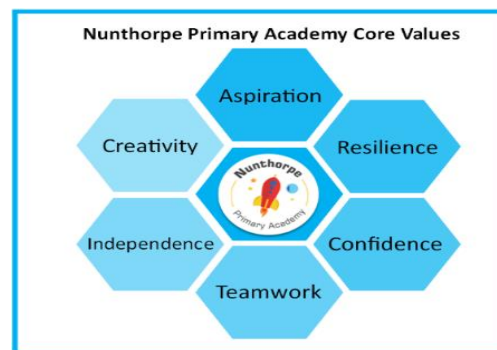 Nunthorpe Primary Academy Core Values
Aspiration
Creativity
Resilience
Nunthorpe
Primary Academy
Independence
Confidence
Teamwork